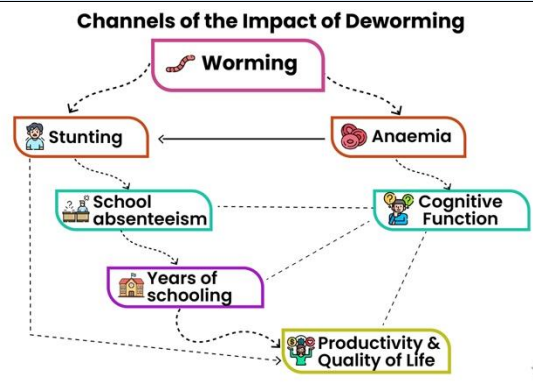 Channels of the Impact of Deworming
Worming
Stunting
Anaemia
School
absenteeism
Cognitive
Function
Years of
schooling
Productivity &
Quality of Life